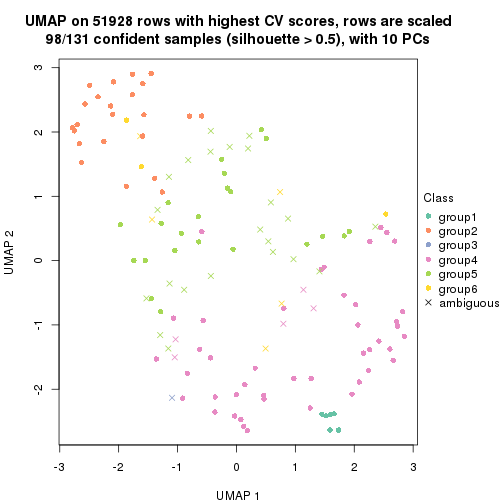 UMAP on 51928 rows with highest CV scores, rows are scaled
98/131 confident samples (silhouette > 0.5), with 10 PCs
3
2
1
0
-1
-2
UMAP 2
-3
-2
-1
0
1
2
3
UMAP 1
Class
group1
group2
group3
group4
group5
group6
ambiguous